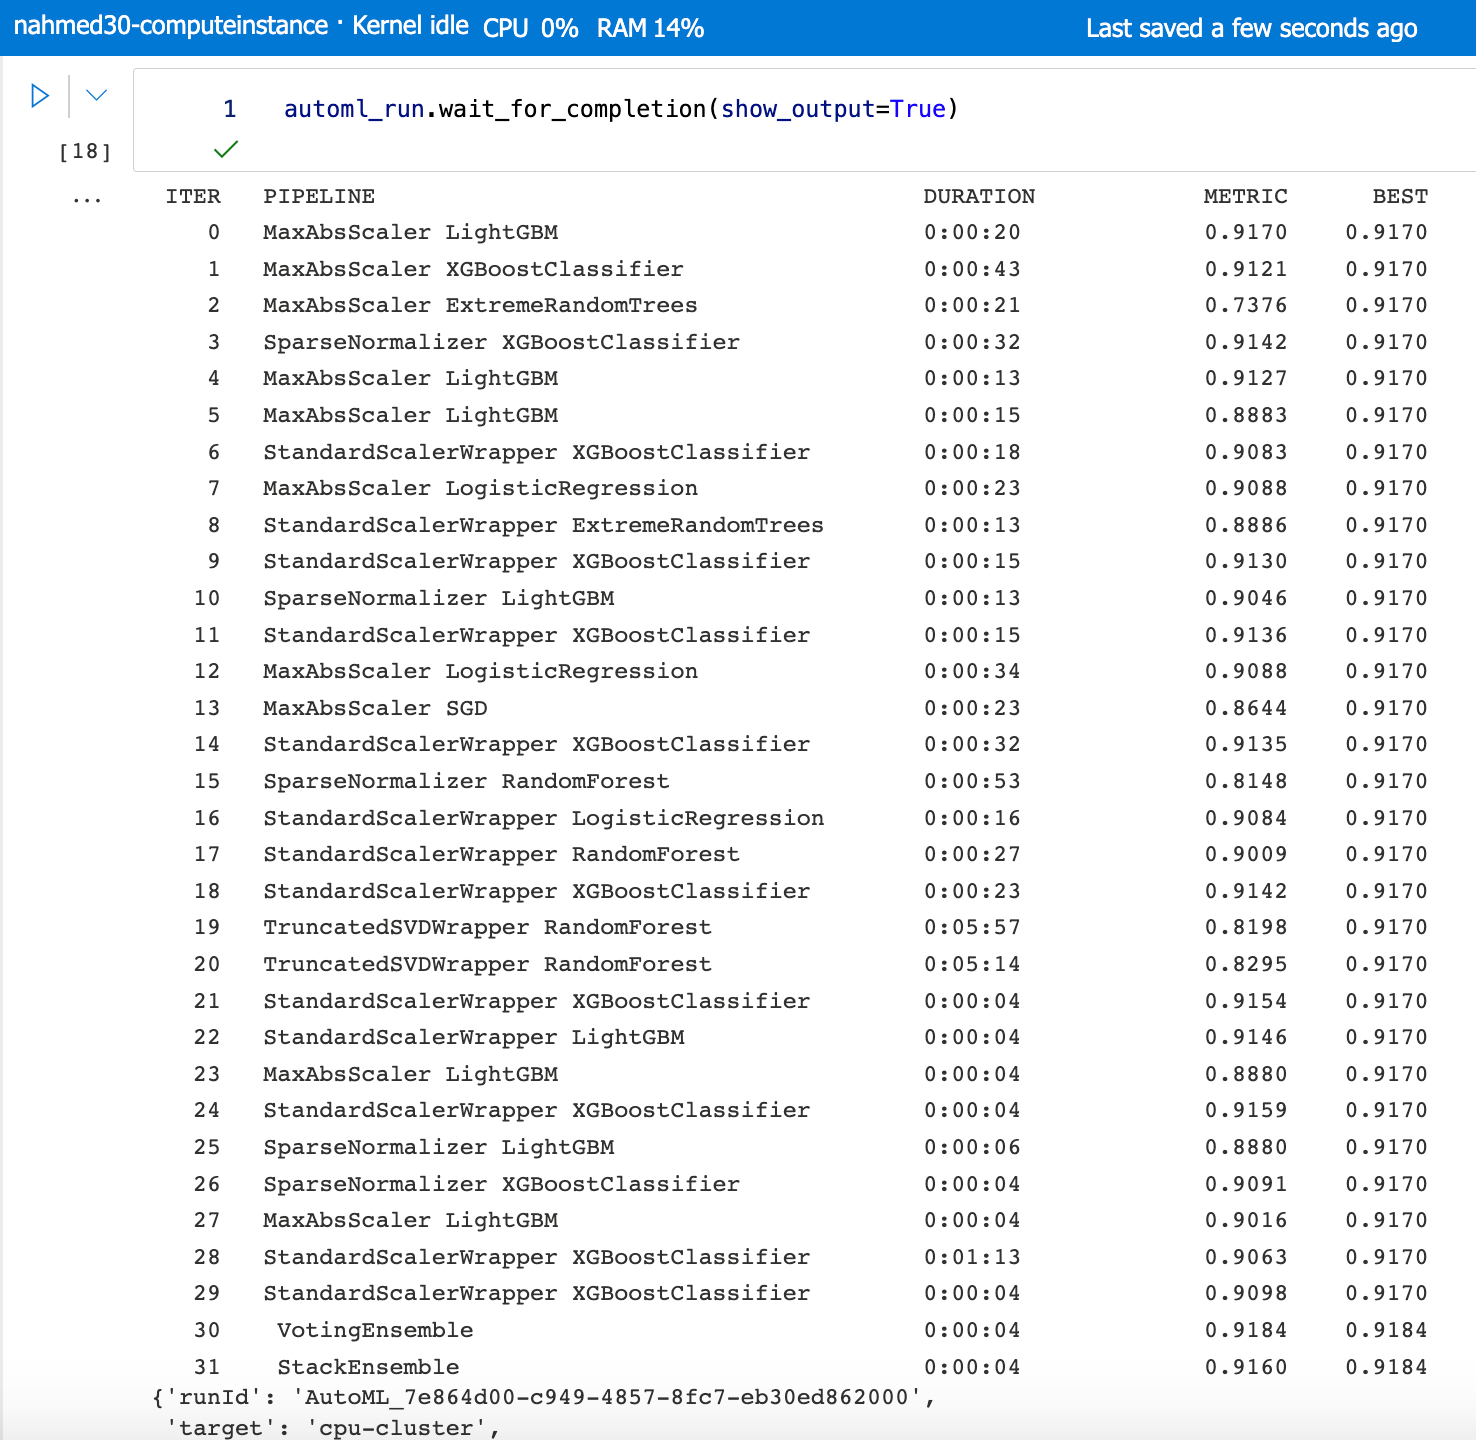 nahmed30-computeinstance · Kernel idle CPU 0% RAM 14% Last saved a few seconds ago
1 automl_run.wait_for_completion(show_output=True)
[18]
... ITER PIPELINE DURATION METRIC BEST
0 MaxAbsScaler LightGBM 0:00:20 0.9170 0.9170
1 MaxAbsScaler XGBoostClassifier 0:00:43 0.9121 0.9170
2 MaxAbsScaler ExtremeRandomTrees 0:00:21 0.7376 0.9170
3 SparseNormalizer XGBoostClassifier 0:00:32 0.9142 0.9170
4 MaxAbsScaler LightGBM 0:00:13 0.9127 0.9170
5 MaxAbsScaler LightGBM 0:00:15 0.8883 0.9170
6 StandardScalerWrapper XGBoostClassifier 0:00:18 0.9083 0.9170
7 MaxAbsScaler LogisticRegression 0:00:23 0.9088 0.9170
8 StandardScalerWrapper ExtremeRandomTrees 0:00:13 0.8886 0.9170
9 StandardScalerWrapper XGBoostClassifier 0:00:15 0.9130 0.9170
10 SparseNormalizer LightGBM 0:00:13 0.9046 0.9170
11 StandardScalerWrapper XGBoostClassifier 0:00:15 0.9136 0.9170
12 MaxAbsScaler LogisticRegression 0:00:34 0.9088 0.9170
13 MaxAbsScaler SGD 0:00:23 0.8644 0.9170
14 StandardScalerWrapper XGBoostClassifier 0:00:32 0.9135 0.9170
15 SparseNormalizer RandomForest 0:00:53 0.8148 0.9170
16 StandardScalerWrapper LogisticRegression 0:00:16 0.9084 0.9170
17 StandardScalerWrapper RandomForest 0:00:27 0.9009 0.9170
18 StandardScalerWrapper XGBoostClassifier 0:00:23 0.9142 0.9170
19 TruncatedSVDWrapper RandomForest 0:05:57 0.8198 0.9170
20 TruncatedSVDWrapper RandomForest 0:05:14 0.8295 0.9170
21 StandardScalerWrapper XGBoostClassifier 0:00:04 0.9154 0.9170
22 StandardScalerWrapper LightGBM 0:00:04 0.9146 0.9170
23 MaxAbsScaler LightGBM 0:00:04 0.8880 0.9170
24 StandardScalerWrapper XGBoostClassifier 0:00:04 0.9159 0.9170
25 SparseNormalizer LightGBM 0:00:06 0.8880 0.9170
26 SparseNormalizer XGBoostClassifier 0:00:04 0.9091 0.9170
27 MaxAbsScaler LightGBM 0:00:04 0.9016 0.9170
28 StandardScalerWrapper XGBoostClassifier 0:01:13 0.9063 0.9170
29 StandardScalerWrapper XGBoostClassifier 0:00:04 0.9098 0.9170
30 VotingEnsemble 0:00:04 0.9184 0.9184
31 StackEnsemble 0:00:04 0.9160 0.9184
{'runId': 'AutoML_7e864d00-c949-4857-8fc7-eb30ed862000',
'target': 'cpu-cluster',